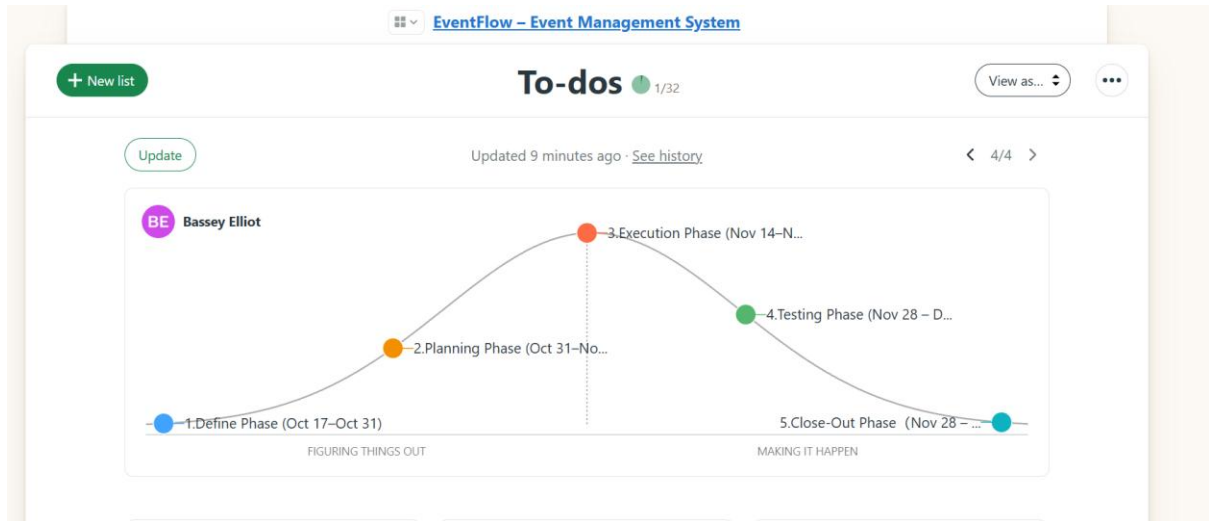 EventFlow – Event Management System
+ New list
To-dos 1/32
View as...
Update
Updated 9 minutes ago · See history
4/4
BE Bassey Elliot
3.Execution Phase (Nov 14–N...
4.Testing Phase (Nov 28 – D...
2.Planning Phase (Oct 31–No...
1.Define Phase (Oct 17–Oct 31)
5.Close-Out Phase (Nov 28 – ...
FIGURING THINGS OUT
MAKING IT HAPPEN